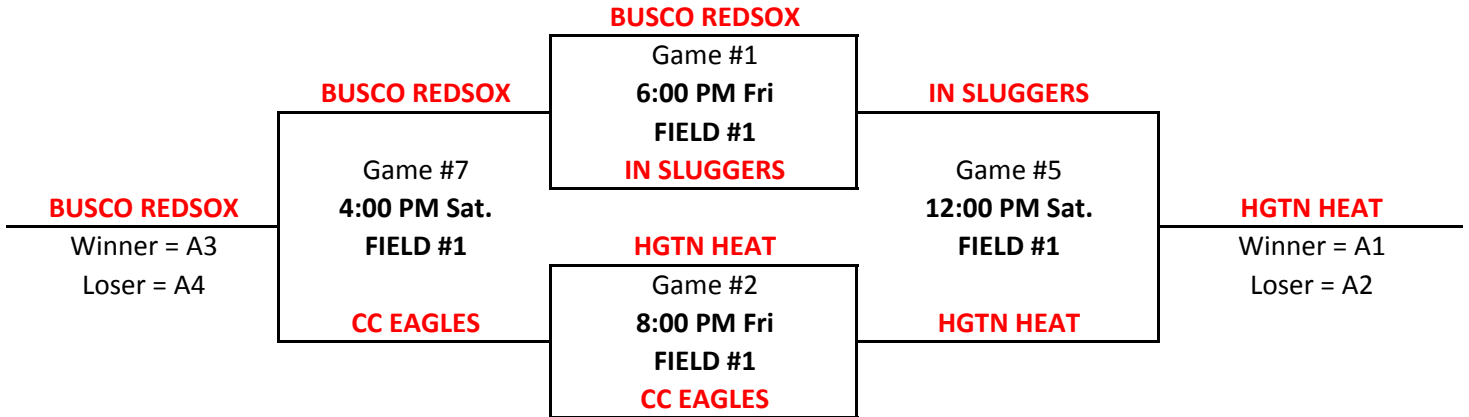 BUSCO REDSOX
Game #1
BUSCO REDSOX 6:00 PM Fri IN SLUGGERS
FIELD #1
Game #7 IN SLUGGERS Game #5
BUSCO REDSOX 4:00 PM Sat. 12:00 PM Sat. HGTN HEAT
Winner = A3 FIELD #1 HGTN HEAT FIELD #1 Winner = A1
Loser = A4 Game #2 Loser = A2
CC EAGLES 8:00 PM Fri HGTN HEAT
FIELD #1
CC EAGLES